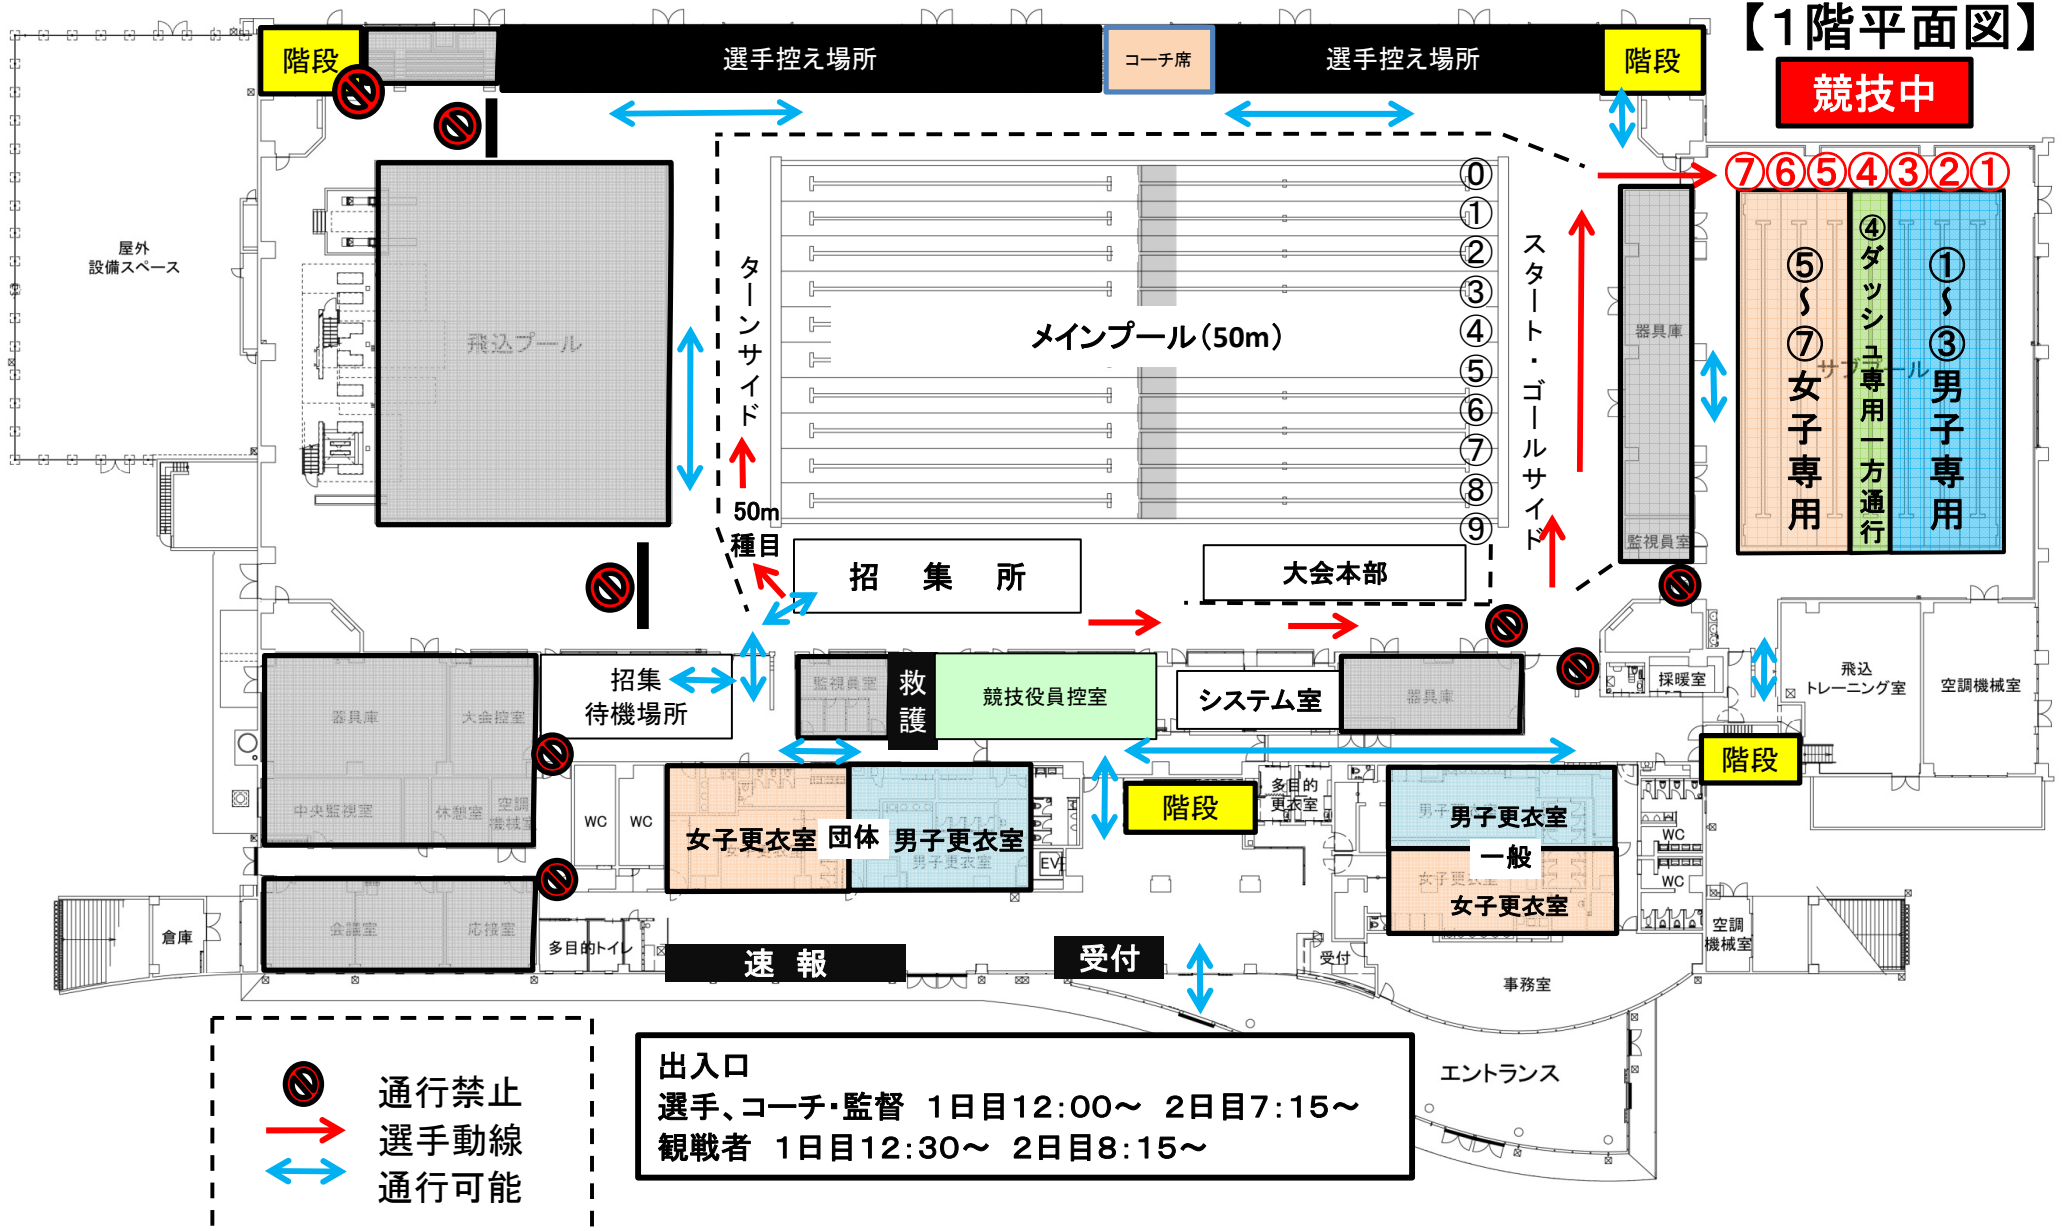 【1階平面図】
競技中
階段
選手控え場所
コーチ席
選手控え場所
階段
屋外
設備スペース
飛込プール
ターンサイド
メインプール（50m）
⓪
①
②
③
④
⑤
⑥
⑦
⑧
⑨
スタート・ゴールサイド
器具庫
監視員室
⑦⑥⑤④③②①
サブプール
⑤～⑦女子専用
④ダッシュ専用一方通行
①～③男子専用
50m
種目
招集所
大会本部
器具庫
大会控室
中央監視室
休憩室
空調
機械室
招集
待機場所
監視員室
救護
競技役員控室
システム室
器具庫
採暖室
飛込
トレーニング室
空調機械室
階段
WC
WC
女子更衣室
団体
男子更衣室
女子更衣室
男子更衣室
EV
階段
多目的
更衣室
男子更衣室
男子更衣室
一般
女子更衣室
女子更衣室
WC
WC
空調
機械室
倉庫
会議室
応接室
多目的トイレ
速報
受付
受付
事務室
エントランス
通行禁止
選手動線
通行可能
出入口
選手、コーチ・監督 1日目12：00～ 2日目7：15～
観戦者 1日目12：30～ 2日目8：15～